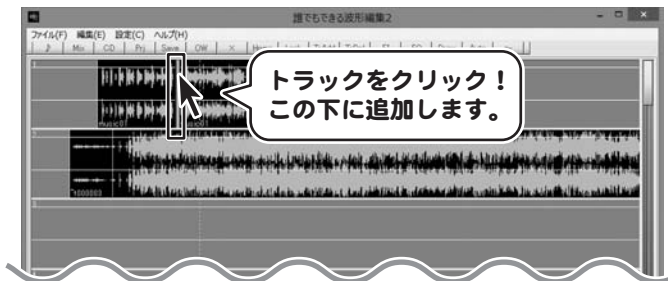 誰でもできる波形編集2
ファイル(F) 編集(E) 設定(C) ヘルプ(H)
Mix CD Prj Save OW ×
トラックをクリック！
この下に追加します。
music01